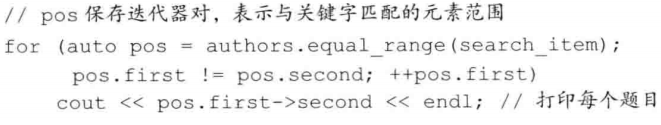 // pos 保存迭代器对，表示与关键字匹配的元素范围
for (auto pos = authors.equal_range(search_item);
pos.first != pos.second; ++pos.first)
cout << pos.first->second << endl; // 打印每个题目